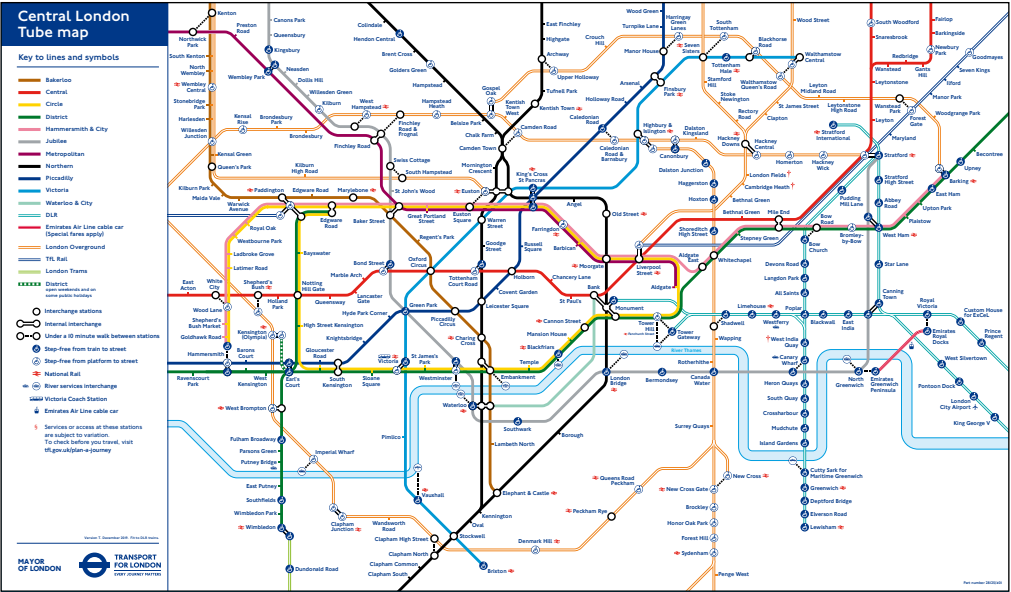 Central London
Tube map
Key to lines and symbols
Bakerloo
Central
Circle
District
Hammersmith & City
Jubilee
Metropolitan
Northern
Piccadilly
Victoria
Waterloo & City
DLR
Emirates Air Line cable car
(Special fares apply)
London Overground
TfL Rail
London Trams
District
open weekends and on
some public holidays
Interchange stations
Internal interchange
Under a 10 minute walk between stations
Step-free from train to street
Step-free from platform to street
National Rail
River services interchange
Victoria Coach Station
Emirates Air Line cable car
Services or access at these stations
are subject to variation.
To check before you travel, visit
tfl.gov.uk/plan-a-journey
MAYOR
OF LONDON
TRANSPORT
FOR LONDON
EVERY JOURNEY MATTERS
Kenton
Northwick
Park
Preston
Road
South Kenton
North
Wembley
Wembley
Central
Stonebridge
Park
Harlesden
Willesden
Junction
Kensal Green
Queen's Park
Kilburn Park
Maida Vale
Warwick
Avenue
Canons Park
Queensbury
Kingsbury
Wembley Park
Neasden
Dollis Hill
Willesden Green
Kilburn
West
Hampstead
Finchley Road
Finchley
Road &
Frognal
Kensal
Rise
Brondesbury
Park
Brondesbury
Kilburn
High Road
Swiss Cottage
South
Hampstead
St John's Wood
Colindale
Hendon Central
Brent Cross
Golders Green
Hampstead
Hampstead
Heath
Belsize Park
Chalk Farm
Camden Town
Mornington
Crescent
East Finchley
Highgate
Archway
Upper Holloway
Tufnell Park
Gospel
Oak
Kentish
Town
West
Kentish Town
Camden Road
Crouch
Hill
Wood Green
Turnpike Lane
Harringay
Green
Lanes
Manor House
Seven
Sisters
South
Tottenham
Tottenham
Hale
Blackhorse
Road
Wood Street
Walthamstow
Central
Walthamstow
Queen's Road
Arsenal
Finsbury
Park
Holloway Road
Caledonian
Road
Caledonian
Road &
Barnsbury
Highbury &
Islington
Canonbury
Dalston
Kingsland
Dalston Junction
Haggerston
Hoxton
Shoreditch
High Street
Stamford
Hill
Stoke
Newington
Rectory
Road
Clapton
St James Street
Leyton
Midland Road
Leytonstone
High Road
Hackney
Downs
Hackney
Central
Homerton
Hackney
Wick
London Fields
Cambridge Heath
Bethnal Green
South Woodford
Snaresbrook
Fairlop
Barkingside
Newbury
Park
Redbridge
Gants
Hill
Wanstead
Leytonstone
Wanstead
Park
Leyton
Forest
Gate
Goodmayes
Seven Kings
Ilford
Manor Park
Woodgrange Park
Maryland
Stratford
International
Stratford
Stratford
High Street
Abbey
Road
West Ham
Pudding
Mill Lane
Becontree
Upney
Barking
East Ham
Upton Park
Plaistow
Paddington
Edgware Road
Marylebone
Edgware
Road
Baker Street
Great Portland
Street
Euston
Euston
Square
King's Cross
St Pancras
Angel
Old Street
Warren
Street
Regent's Park
Goodge
Street
Russell
Square
Farringdon
Barbican
Moorgate
Liverpool
Street
Aldgate
East
Whitechapel
Aldgate
Bethnal Green
Mile End
Stepney Green
Bow
Road
Bow
Church
Bromley-
by-Bow
Royal Oak
Westbourne Park
Ladbroke Grove
Latimer Road
Bayswater
East
Acton
White
City
Shepherd's
Bush
Wood Lane
Shepherd's
Bush Market
Goldhawk Road
Hammersmith
Holland
Park
Notting
Hill Gate
Queensway
Lancaster
Gate
Marble Arch
Bond Street
Oxford
Circus
Tottenham
Court Road
Holborn
Chancery Lane
St Paul's
Bank
Covent Garden
Leicester Square
Hyde Park Corner
Green Park
Piccadilly
Circus
Kensington
(Olympia)
High Street Kensington
Knightsbridge
Barons
Court
Ravenscourt
Park
West
Kensington
Earl's
Court
Gloucester
Road
South
Kensington
Sloane
Square
Victoria
St James's
Park
Westminster
Charing
Cross
Embankment
Temple
Blackfriars
Mansion House
Cannon Street
Monument
Tower
Hill
Fenchurch Street
Tower
Gateway
River Thames
London
Bridge
Bermondsey
Waterloo
Southwark
Lambeth North
Borough
Elephant & Castle
Kennington
Oval
Stockwell
Brixton
Pimlico
Vauxhall
West Brompton
Fulham Broadway
Parsons Green
Putney Bridge
East Putney
Southfields
Wimbledon Park
Wimbledon
Dundonald Road
Imperial Wharf
Clapham
Junction
Wandsworth
Road
Clapham High Street
Clapham North
Clapham Common
Clapham South
Denmark Hill
Peckham Rye
Queens Road
Peckham
Shadwell
Wapping
Rotherhithe
Canada
Water
Surrey Quays
New Cross Gate
New Cross
Brockley
Honor Oak Park
Forest Hill
Sydenham
Penge West
Devons Road
Langdon Park
All Saints
Limehouse
Westferry
Poplar
Blackwall
East
India
Canning
Town
Star Lane
West India
Quay
Canary
Wharf
Heron Quays
South Quay
Crossharbour
Mudchute
Island Gardens
Cutty Sark for
Maritime Greenwich
Greenwich
Deptford Bridge
Elverson Road
Lewisham
North
Greenwich
Emirates
Greenwich
Peninsula
Royal
Victoria
Emirates
Royal
Docks
Custom House
for ExCeL
Prince
Regent
West Silvertown
Pontoon Dock
London
City Airport
King George V